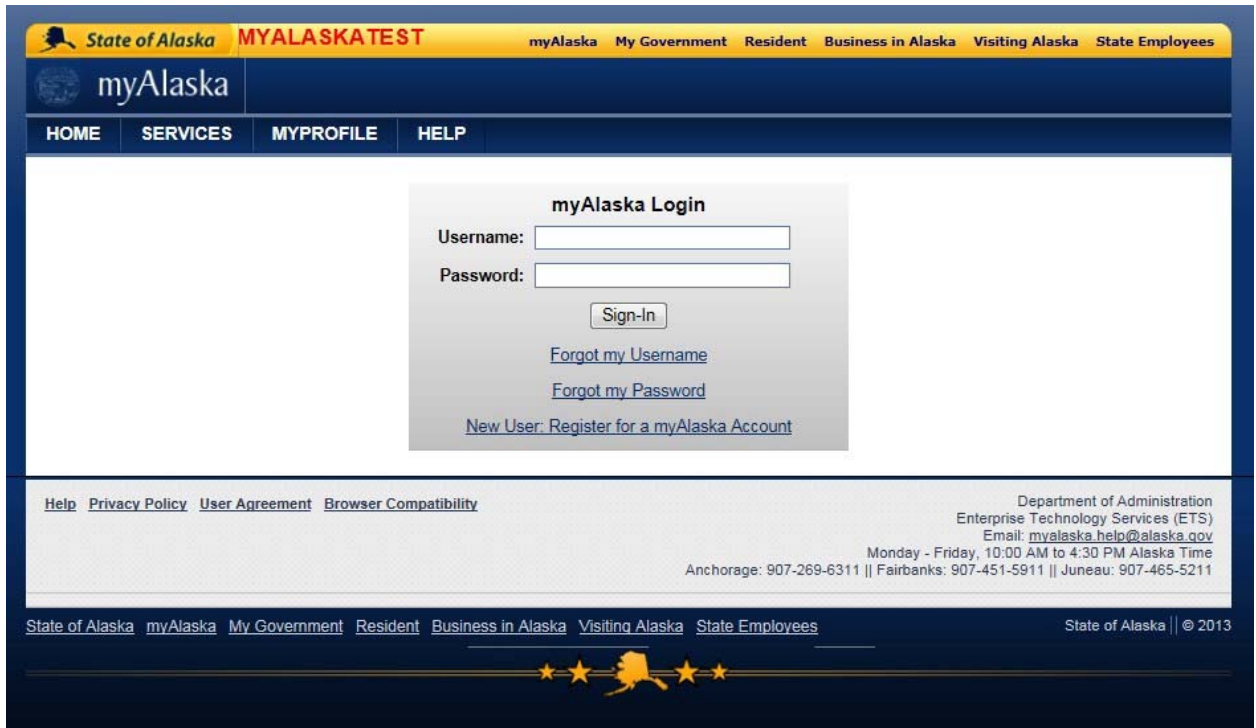 State of Alaska MYALASKATEST myAlaska My Government Resident Business in Alaska Visiting Alaska State Employees
myAlaska
HOME SERVICES MYPROFILE HELP
myAlaska Login
Username:
Password:
Sign-In
Forgot my Username
Forgot my Password
New User: Register for a myAlaska Account
Help Privacy Policy User Agreement Browser Compatibility
Department of Administration
Enterprise Technology Services (ETS)
Email: myalaska.help@alaska.gov
Monday - Friday, 10:00 AM to 4:30 PM Alaska Time
Anchorage: 907-269-6311 || Fairbanks: 907-451-5911 || Juneau: 907-465-5211
State of Alaska myAlaska My Government Resident Business in Alaska Visiting Alaska State Employees State of Alaska || © 2013